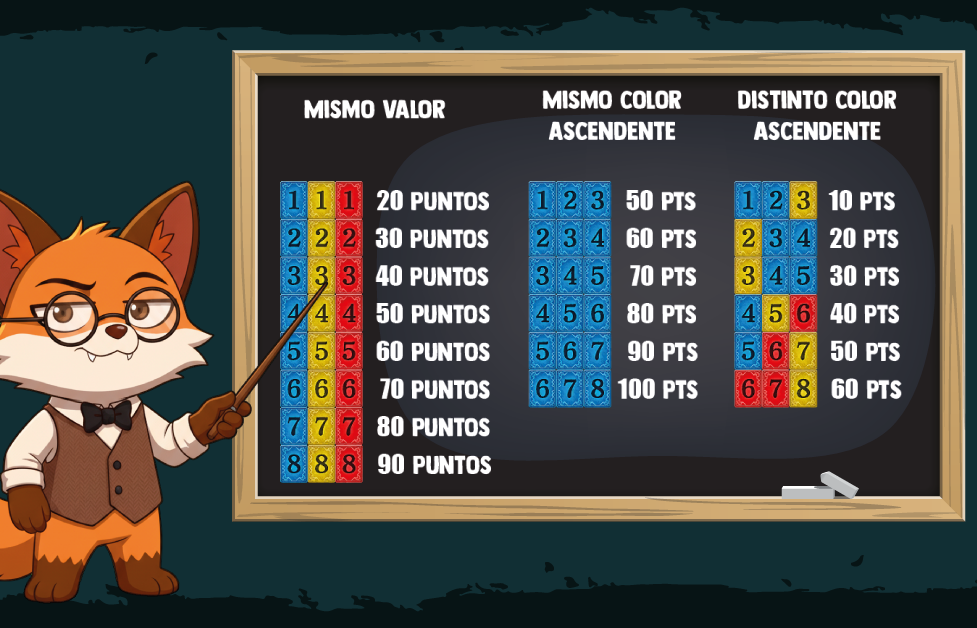 MISMO VALOR
1 1 1 20 PUNTOS
2 2 2 30 PUNTOS
3 3 3 40 PUNTOS
4 4 4 50 PUNTOS
5 5 5 60 PUNTOS
6 6 6 70 PUNTOS
7 7 7 80 PUNTOS
8 8 8 90 PUNTOS
MISMO COLOR
ASCENDENTE
1 2 3 50 PTS
2 3 4 60 PTS
3 4 5 70 PTS
4 5 6 80 PTS
5 6 7 90 PTS
6 7 8 100 PTS
DISTINTO COLOR
ASCENDENTE
1 2 3 10 PTS
2 3 4 20 PTS
3 4 5 30 PTS
4 5 6 40 PTS
5 6 7 50 PTS
6 7 8 60 PTS